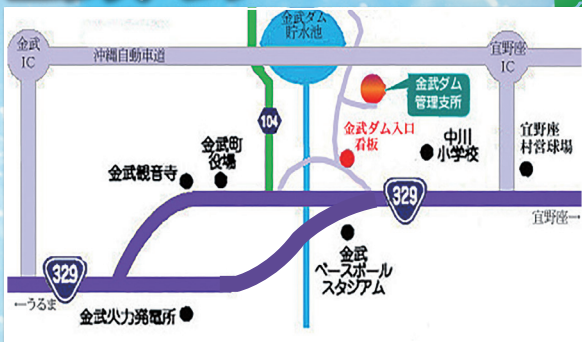 金武ダム
貯水池
金武
IC
沖縄自動車道
宜野座
IC
金武ダム
管理支所
104
金武ダム入口
看板
中川
小学校
宜野座
村営球場
金武町
役場
金武観音寺
329
宜野座→
329
金武
ベースボール
スタジアム
←うるま
金武火力発電所